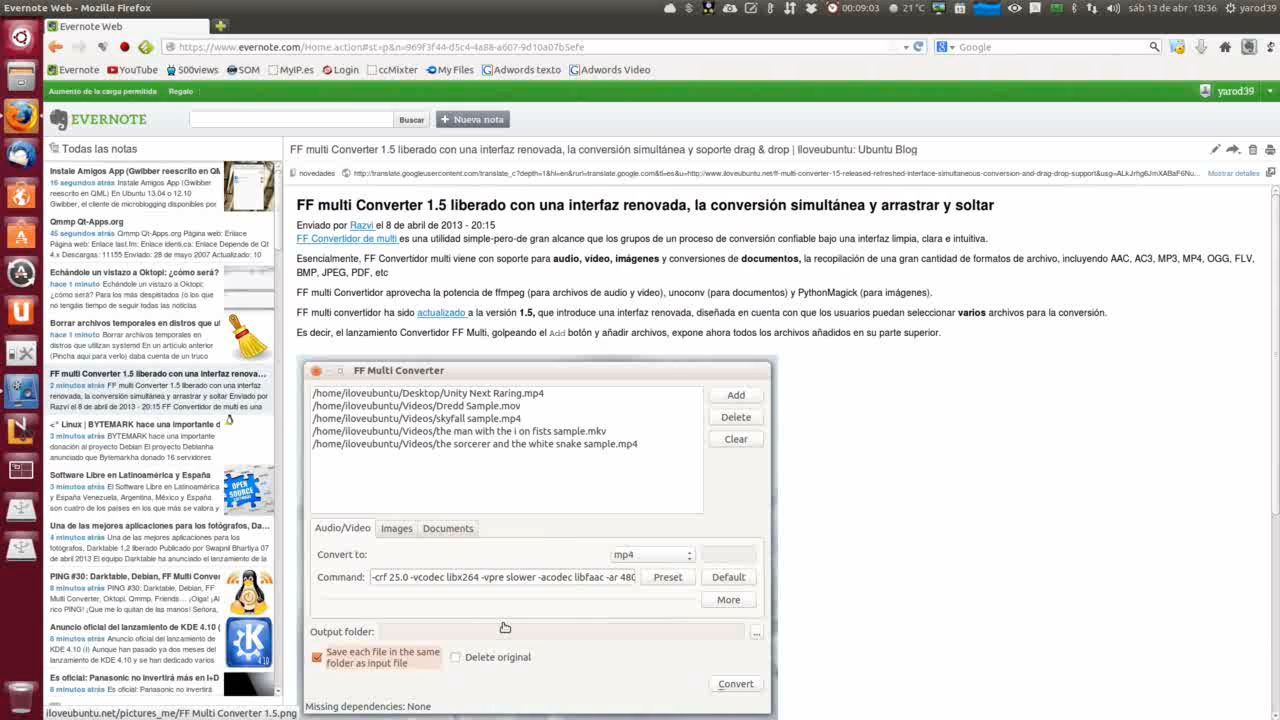 Evernote Web - Mozilla Firefox
00:09:03
21 °C
sáb 13 de abr
18:36
yarod39
Evernote Web
https://www.evernote.com/Home.action#st=p&n=969f3f44-d5c4-4a88-a607-9d10a07b5efe
Google
Evernote
YouTube
500views
SOM
MyIP.es
Login
ccMixter
My Files
Adwords texto
Adwords Video
Aumento de la carga permitida
Regalo
yarod39
EVERNOTE
Buscar
+ Nueva nota
Todas las notas
Instale Amigos App (Gwibber reescrito en QM
16 segundos atrás Instale Amigos App (Gwibber
reescrito en QML) En Ubuntu 13.04 o 12.10
Gwibber, el cliente de microblogging disponibles por
Qmmp Qt-Apps.org
45 segundos atrás Qmmp Qt-Apps.org Página web: Enlace
Página web: Enlace last.fm: Enlace identi.ca: Enlace Depende de Qt
4.x Descargas: 11155 Enviado: 28 de mayo 2007 Actualizado: 10
Echándole un vistazo a Oktopi: ¿cómo será?
hace 1 minuto Echándole un vistazo a Oktopi:
¿cómo será? Para los más despistados (o los que
no tengáis tiempo de seguir todas las noticias
Borrar archivos temporales en distros que ut
hace 1 minuto Borrar archivos temporales en
distros que utilizan systemd En un artículo anterior
(Pincha aquí para verlo) daba cuenta de un truco
FF multi Converter 1.5 liberado con una interfaz renova...
2 minutos atrás FF multi Converter 1.5 liberado con una interfaz
renovada, la conversión simultánea y arrastrar y soltar Enviado por
Razvi el 8 de abril de 2013 - 20:15 FF Convertidor de multi es una
<° Linux | BYTEMARK hace una importante d
3 minutos atrás BYTEMARK hace una importante
donación al proyecto Debian El proyecto Debianha
anunciado que Bytemarkha donado 16 servidores
Software Libre en Latinoamérica y España
3 minutos atrás El Software Libre en Latinoamérica
y España Venezuela, Argentina, México y España
son cuatro de los países en los que más se valora y
OPEN SOURCE
Una de las mejores aplicaciones para los fotógrafos, Da...
4 minutos atrás Una de las mejores aplicaciones para los
fotógrafos, Darktable 1,2 liberado Publicado por Swapnil Bhartiya 07
de abril 2013 El equipo Darktable ha anunciado el lanzamiento de la
PING #30: Darktable, Debian, FF Multi Conver
8 minutos atrás PING #30: Darktable, Debian, FF
Multi Converter, Oktopi, Qmmp, Friends... ¡Olga! ¡Al
rico PING! ¡Que me lo quitan de las manos! Señora,
Anuncio oficial del lanzamiento de KDE 4.10 (
8 minutos atrás Anuncio oficial del lanzamiento de
KDE 4.10 (I) Aunque han pasado ya dos meses del
lanzamiento de KDE 4.10 y se han dedicado varios
4.10
Es oficial: Panasonic no invertirá más en I+D
8 minutos atrás Es oficial: Panasonic no invertirá
FF multi Converter 1.5 liberado con una interfaz renovada, la conversión simultánea y soporte drag & drop | Iloveubuntu: Ubuntu Blog
novedades
Mostrar detalles
FF multi Converter 1.5 liberado con una interfaz renovada, la conversión simultánea y arrastrar y soltar
Enviado por Razvi el 8 de abril de 2013 - 20:15
FF Convertidor de multi es una utilidad simple-pero-de gran alcance que los grupos de un proceso de conversión confiable bajo una interfaz limpia, clara e intuitiva.
Esencialmente, FF Convertidor multi viene con soporte para audio, vídeo, imágenes y conversiones de documentos, la recopilación de una gran cantidad de formatos de archivo, incluyendo AAC, AC3, MP3, MP4, OGG, FLV,
BMP, JPEG, PDF, etc
FF multi Convertidor aprovecha la potencia de ffmpeg (para archivos de audio y video), unoconv (para documentos) y PythonMagick (para imágenes).
FF multi convertidor ha sido actualizado a la versión 1.5, que introduce una interfaz renovada, diseñada en cuenta con que los usuarios puedan seleccionar varios archivos para la conversión.
Es decir, el lanzamiento Convertidor FF Multi, golpeando el Add botón y añadir archivos, expone ahora todos los archivos añadidos en su parte superior.
FF Multi Converter
/home/iloveubuntu/Desktop/Unity Next Raring.mp4
/home/iloveubuntu/Videos/Dredd Sample.mov
/home/iloveubuntu/Videos/skyfall sample.mp4
/home/iloveubuntu/Videos/the man with the i on fists sample.mkv
/home/iloveubuntu/Videos/the sorcerer and the white snake sample.mp4
Add
Delete
Clear
Audio/Video
Images
Documents
Convert to:
mp4
Command:
-crf 25.0 -vcodec libx264 -vpre slower -acodec libfaac -ar 480
Preset
Default
More
Output folder:
...
Save each file in the same
folder as input file
Delete original
Convert
Missing dependencies: None
iloveubuntu.net/pictures_me/FF Multi Converter 1.5.png